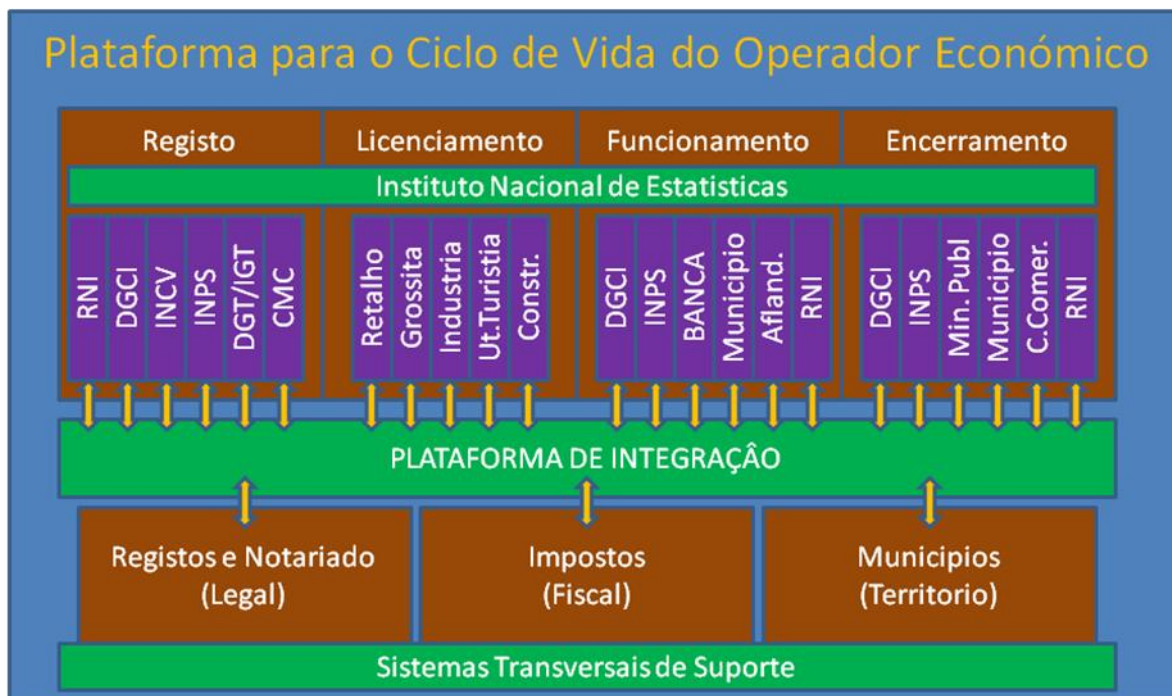 Plataforma para o Ciclo de Vida do Operador Económico
Registo
Licenciamento
Funcionamento
Encerramento
Instituto Nacional de Estatisticas
RNI
DGCI
INCV
INPS
DGT/IGT
CMC
Retalho
Grossita
Industria
Ut.Turistia
Constr.
DGCI
INPS
BANCA
Municipio
Afland.
RNI
DGCI
INPS
Min. Publ
Municipio
C.Comer.
RNI
PLATAFORMA DE INTEGRAÇÂO
Registos e Notariado
(Legal)
Impostos
(Fiscal)
Municipios
(Territorio)
Sistemas Transversais de Suporte